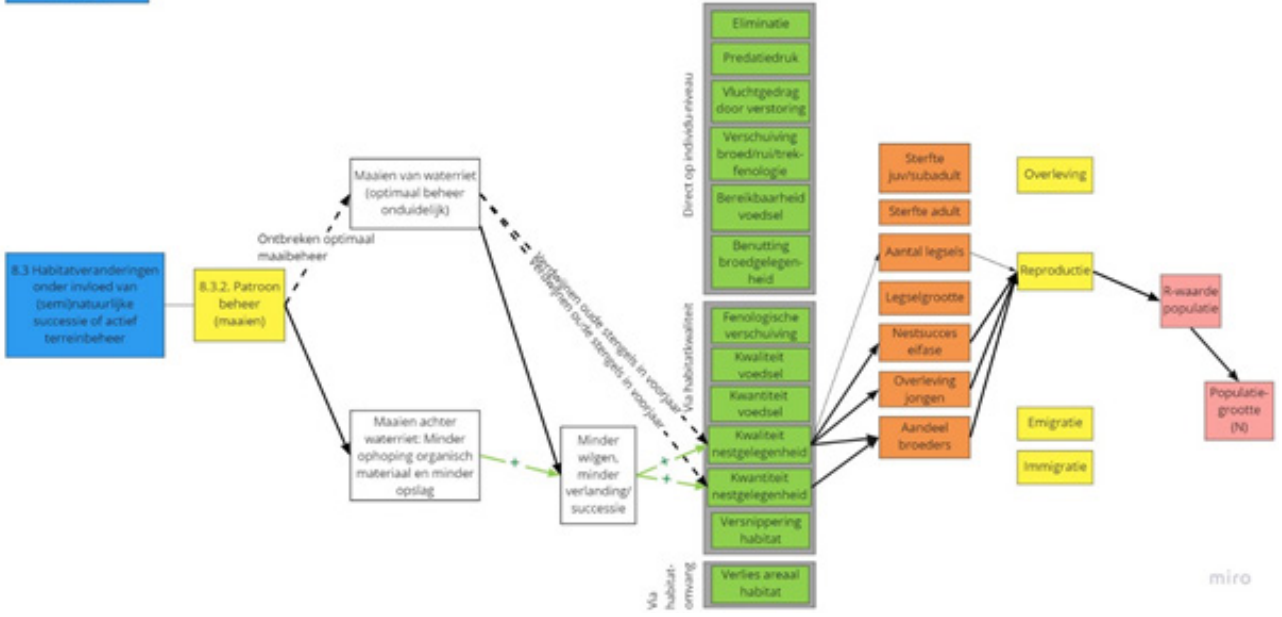 8.3 Habitatveranderingen
onder invloed van
(semi)natuurlijke
successie of actief
terreinbeheer
8.3.2. Patroon
beheer
(maaien)
Ontbreken optimaal
maaibeheer
Maaien van waterriet
(optimaal beheer
onduidelijk)
Maaien achter
waterriet: Minder
ophoping organisch
materiaal en minder
opslag
+
Minder
wilgen,
minder
verlanding/
successie
+
+
Verdwijnen oude stengels in voorjaar
Verdwijnen oude stengels in voorjaar
Direct op individu-niveau
Eliminatie
Predatiedruk
Vluchtgedrag
door verstoring
Verschuiving
broed/rui/trek-
fenologie
Bereikbaarheid
voedsel
Benutting
broedgelegen-
heid
Via habitatkwaliteit
Fenologische
verschuiving
Kwaliteit
voedsel
Kwantiteit
voedsel
Kwaliteit
nestgelegenheid
Kwantiteit
nestgelegenheid
Versnippering
habitat
Via
habitat-
omvang
Verlies areaal
habitat
Sterfte
juv/subadult
Sterfte adult
Aantal legsels
Legselgrootte
Nestsucces
eifase
Overleving
jongen
Aandeel
broeders
Overleving
Reproductie
Emigratie
Immigratie
R-waarde
populatie
Populatie-
grootte
(N)
miro